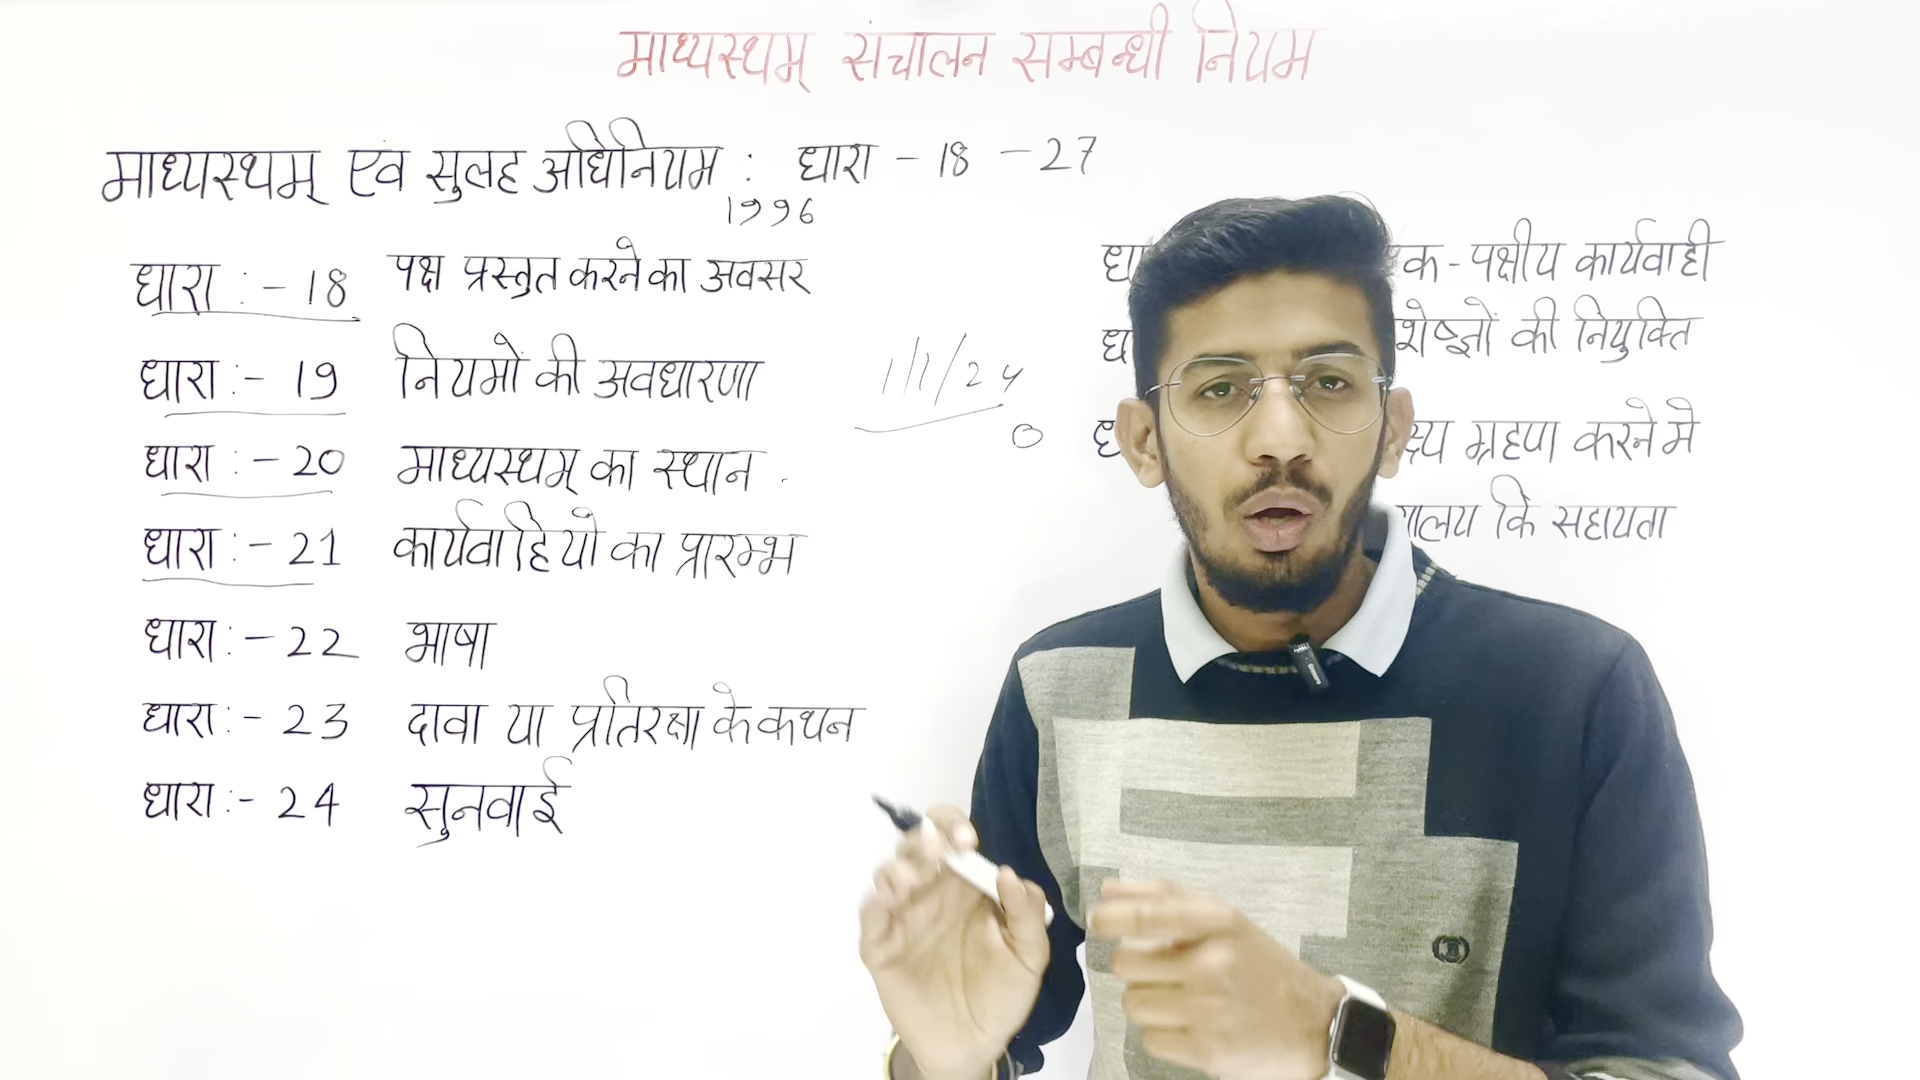 माध्यस्थम् संचालन सम्बन्धी नियम
माध्यस्थम् एवं सुलह अधिनियम : धारा - 18 - 27
1996
धारा :- 18 पक्ष प्रस्तुत करने का अवसर
धारा :- 19 नियमों की अवधारणा
धारा :- 20 माध्यस्थम् का स्थान
धारा :- 21 कार्यवाहियो का प्रारम्भ
धारा :- 22 भाषा
धारा :- 23 दावा या प्रतिरक्षा के कथन
धारा :- 24 सुनवाई
1/1/24
पक्षीय कार्यवाही
की नियुक्ति
ग्रहण करने मे
कि सहायता